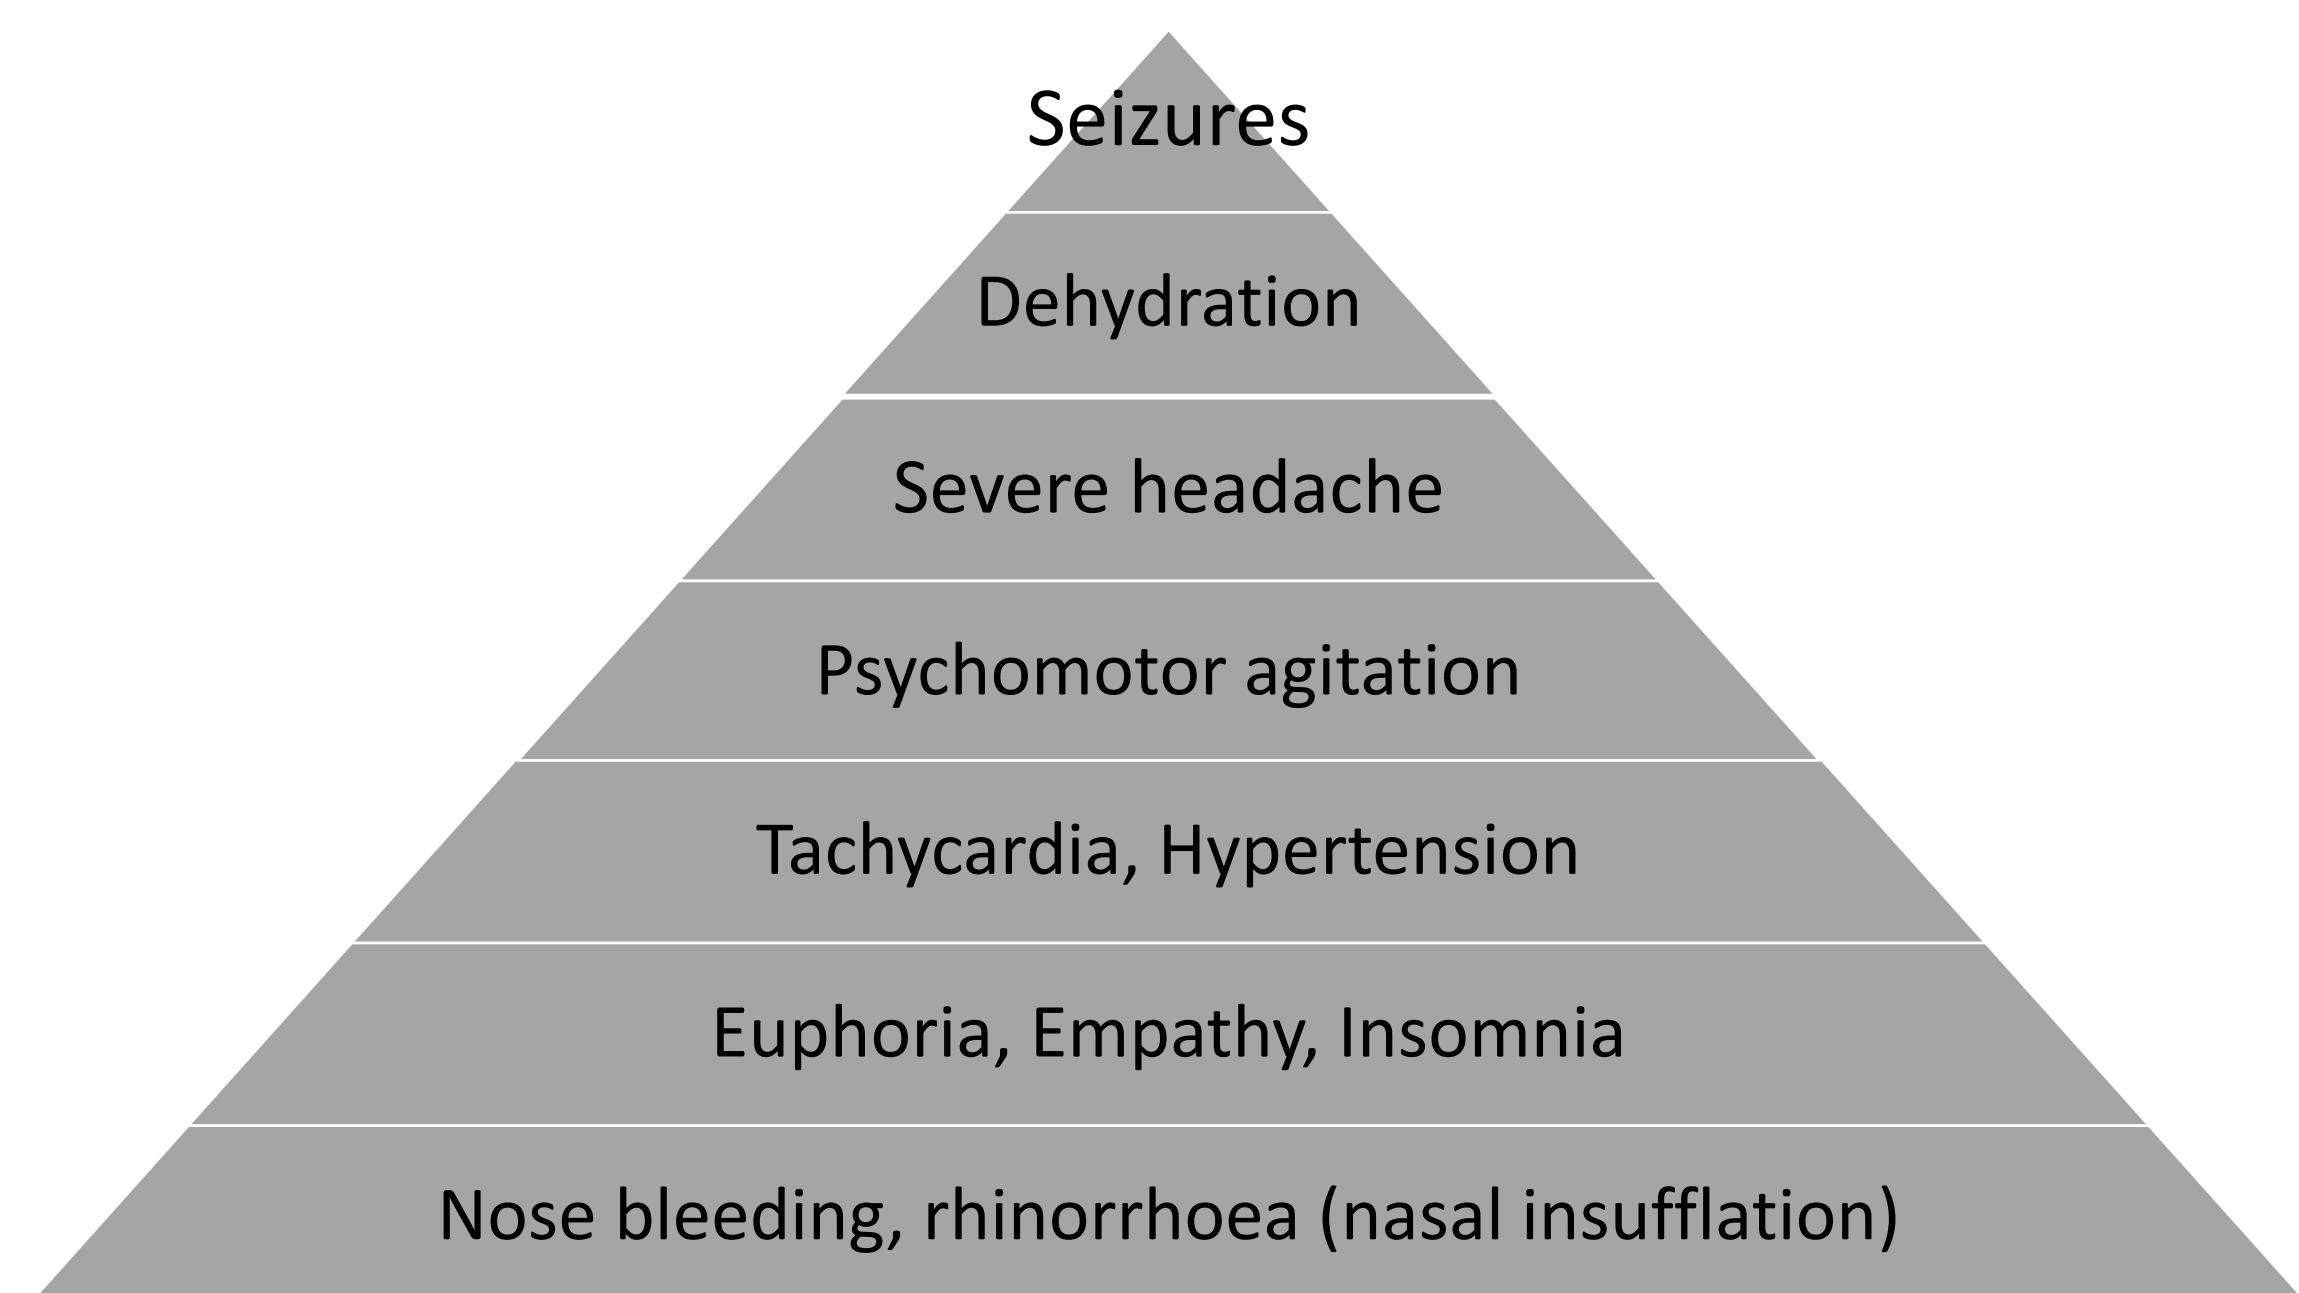 Seizures
Dehydration
Severe headache
Psychomotor agitation
Tachycardia, Hypertension
Euphoria, Empathy, Insomnia
Nose bleeding, rhinorrhoea (nasal insufflation)